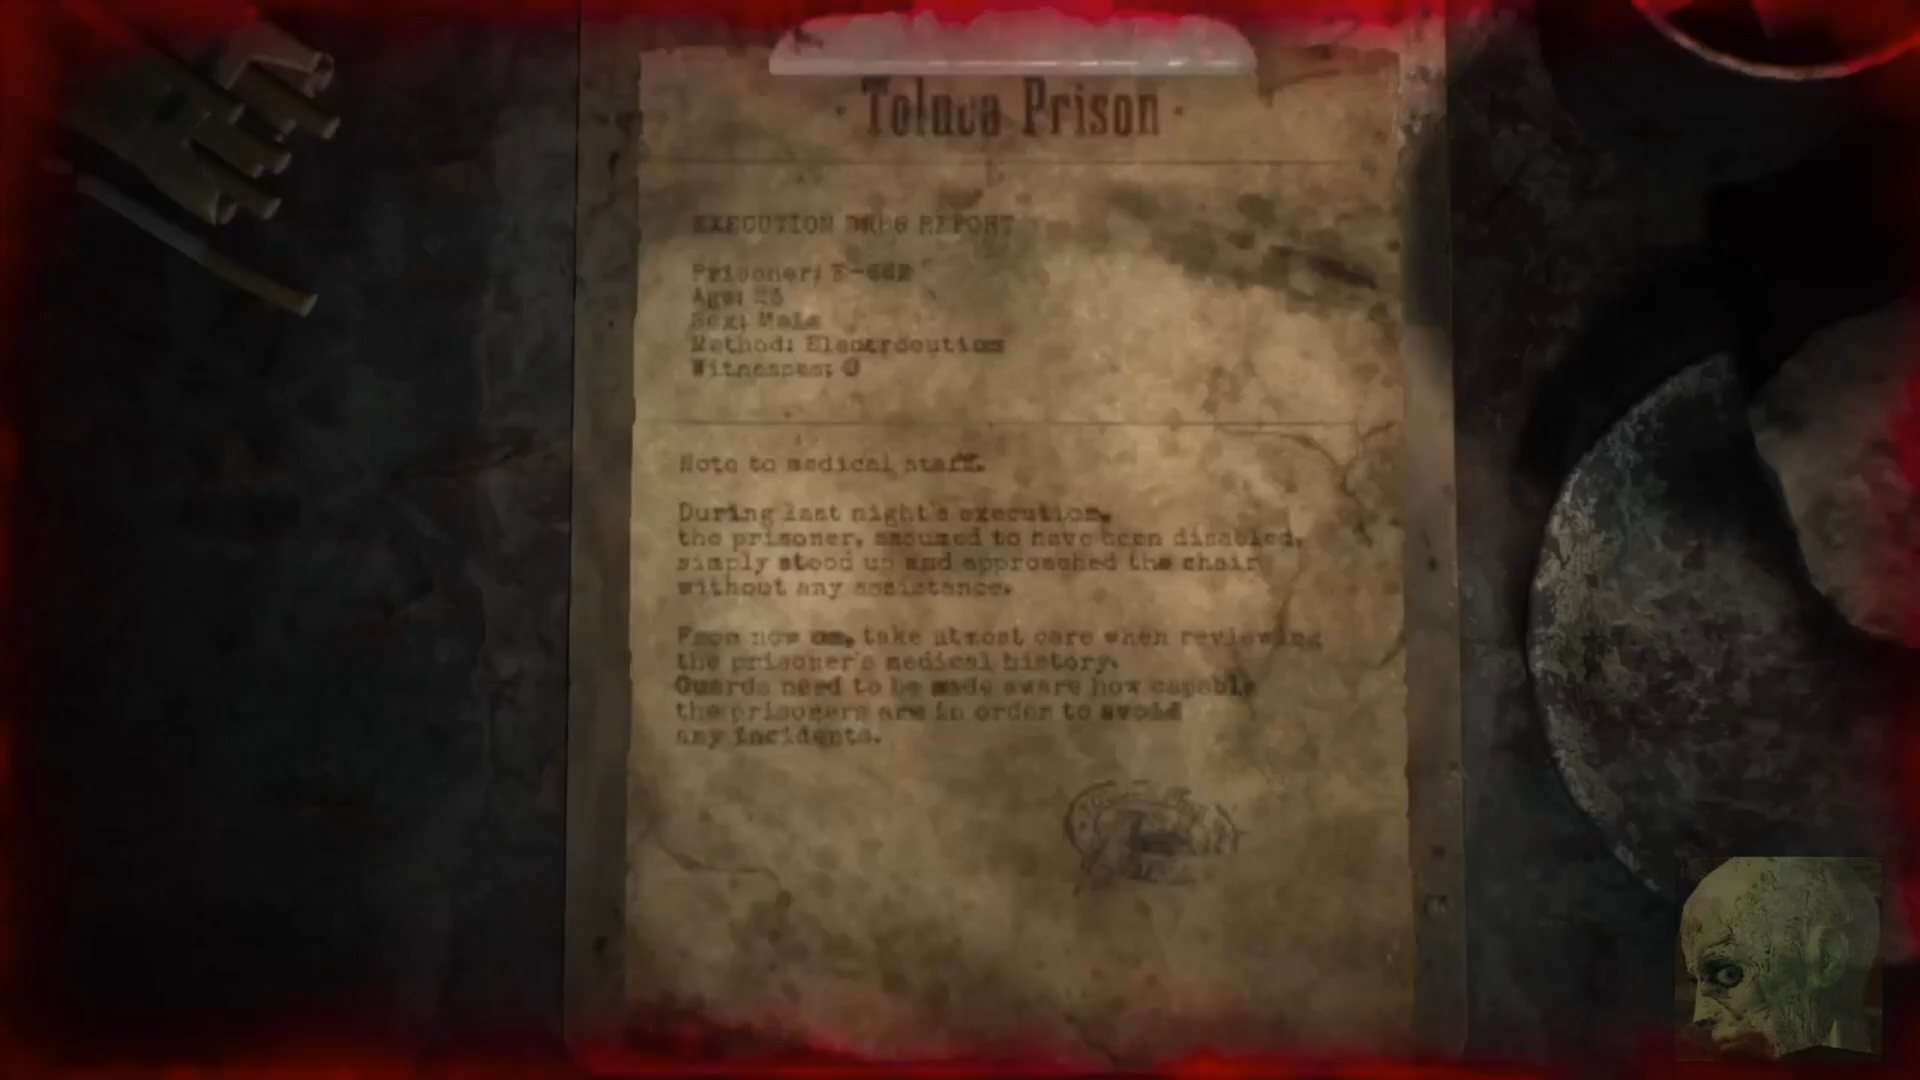 · Toluca Prison ·
EXECUTION REPORT
Prisoner:
Age:
Sex: Male
Method: Electrocution
Witnesses: 0
Note to medical staff.
During last night's execution,
the prisoner, assumed to have been disabled,
simply stood up and approached the chair
without any assistance.
From now on, take utmost care when reviewing
the prisoner's medical history.
Guards need to be made aware how capable
the prisoners are in order to avoid
any incidents.